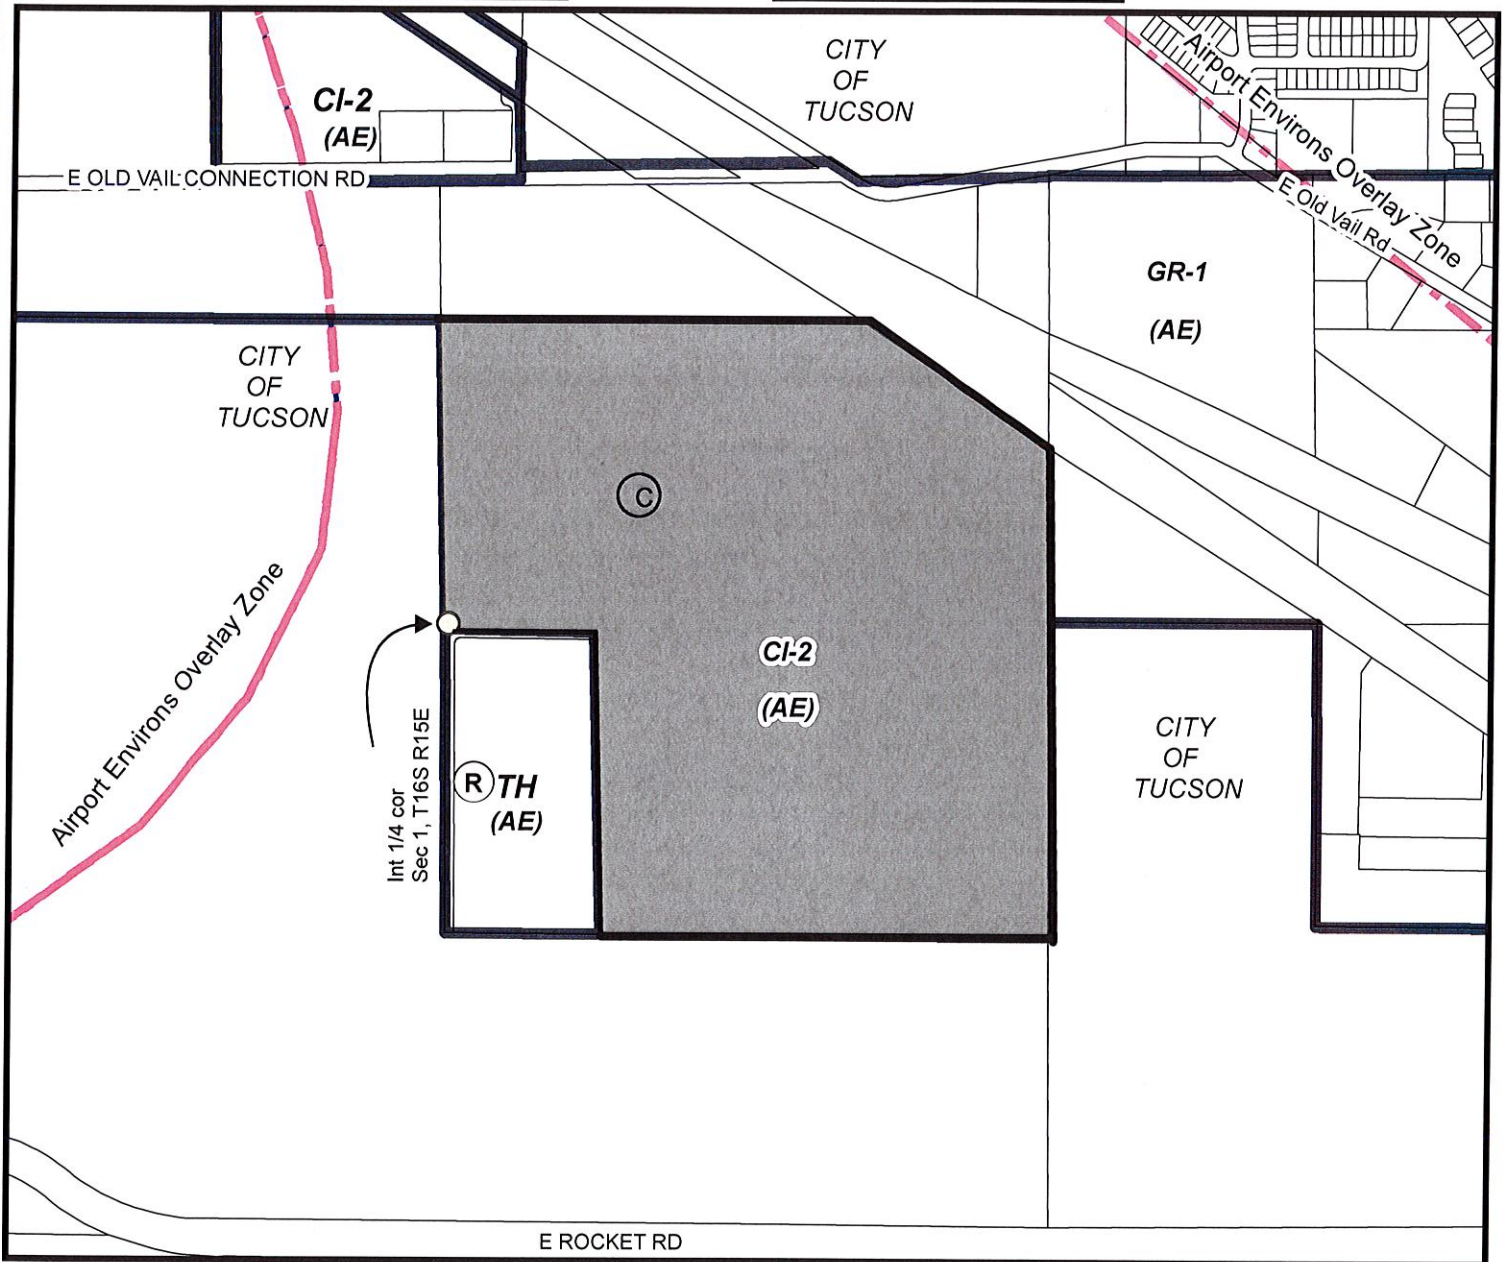 CITY
OF
TUCSON
Airport Environs Overlay Zone
CI-2
(AE)
E OLD VAIL CONNECTION RD
E Old Vail Rd
GR-1
(AE)
CITY
OF
TUCSON
C
Airport Environs Overlay Zone
CI-2
(AE)
Int 1/4 cor
Sec 1, T16S R15E
R TH
(AE)
CITY
OF
TUCSON
E ROCKET RD